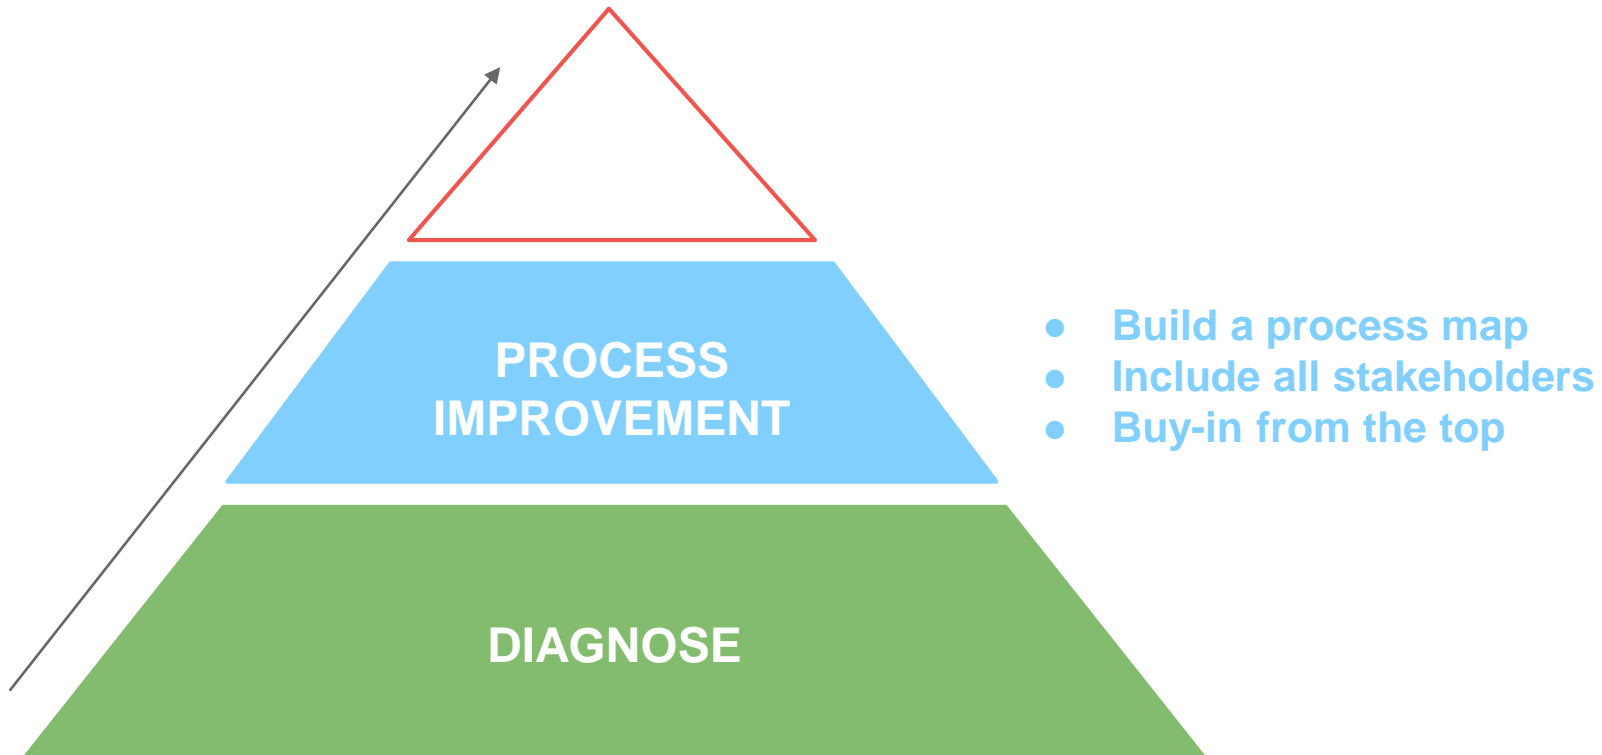 PROCESS
IMPROVEMENT
● Build a process map
● Include all stakeholders
● Buy-in from the top
DIAGNOSE